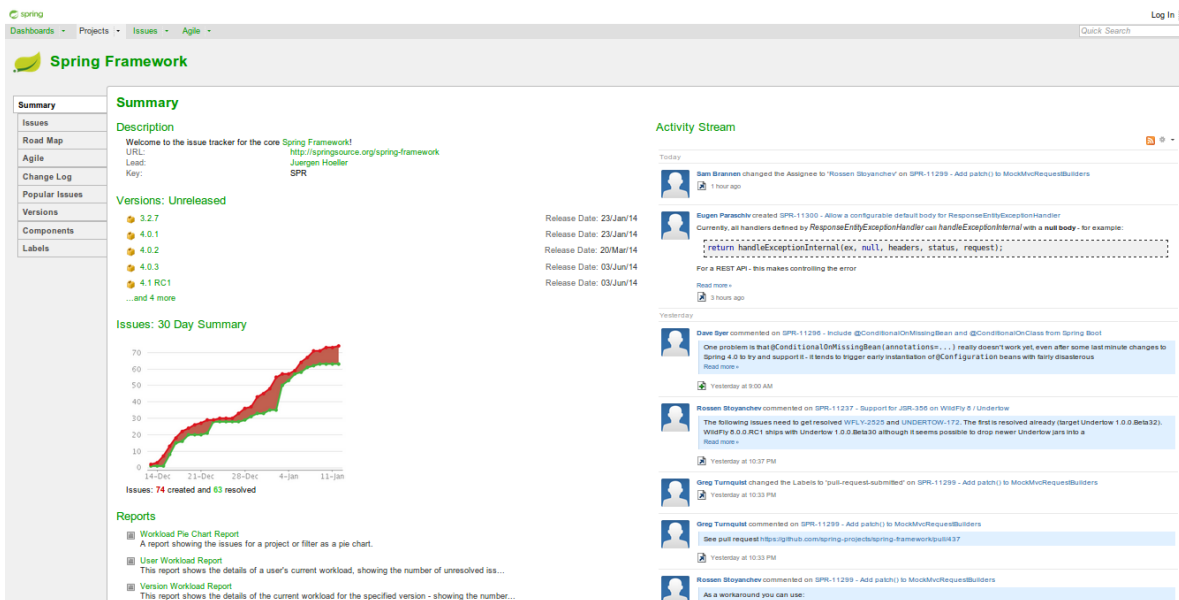 spring
Log In
Dashboards
Projects
Issues
Agile
Quick Search
Spring Framework
Summary
Issues
Road Map
Agile
Change Log
Popular Issues
Versions
Components
Labels
Summary
Description
Welcome to the issue tracker for the core Spring Framework!
URL: http://springsource.org/spring-framework
Lead: Juergen Hoeller
Key: SPR
Versions: Unreleased
3.2.7 Release Date: 23/Jan/14
4.0.1 Release Date: 23/Jan/14
4.0.2 Release Date: 20/Mar/14
4.0.3 Release Date: 03/Jun/14
4.1 RC1 Release Date: 03/Jun/14
...and 4 more
Issues: 30 Day Summary
70
60
50
40
30
20
10
0
14-Dec 21-Dec 28-Dec 4-Jan 11-Jan
Issues: 74 created and 63 resolved
Reports
Workload Pie Chart Report
A report showing the issues for a project or filter as a pie chart.
User Workload Report
This report shows the details of a user's current workload, showing the number of unresolved iss...
Version Workload Report
This report shows the details of the current workload for the specified version - showing the number...
Activity Stream
Today
Sam Brannen changed the Assignee to 'Rossen Stoyanchev' on SPR-11299 - Add patch() to MockMvcRequestBuilders
1 hour ago
Eugen Paraschiv created SPR-11300 - Allow a configurable default body for ResponseEntityExceptionHandler
Currently, all handlers defined by ResponseEntityExceptionHandler call handleExceptionInternal with a null body - for example:
return handleExceptionInternal(ex, null, headers, status, request);
For a REST API - this makes controlling the error
Read more »
3 hours ago
Yesterday
Dave Syer commented on SPR-11296 - Include @ConditionalOnMissingBean and @ConditionalOnClass from Spring Boot
One problem is that @ConditionalOnMissingBean(annotations=...) really doesn't work yet, even after some last minute changes to
Spring 4.0 to try and support it - it tends to trigger early instantiation of @Configuration beans with fairly disasterous
Read more »
Yesterday at 9:00 AM
Rossen Stoyanchev commented on SPR-11237 - Support for JSR-356 on WildFly 8 / Undertow
The following issues need to get resolved WFLY-2525 and UNDERTOW-172. The first is resolved already (target Undertow 1.0.0.Beta32).
WildFly 8.0.0.RC1 ships with Undertow 1.0.0.Beta30 although it seems possible to drop newer Undertow jars into a
Read more »
Yesterday at 10:37 PM
Greg Turnquist changed the Labels to 'pull-request-submitted' on SPR-11299 - Add patch() to MockMvcRequestBuilders
Yesterday at 10:33 PM
Greg Turnquist commented on SPR-11299 - Add patch() to MockMvcRequestBuilders
See pull request https://github.com/spring-projects/spring-framework/pull/437
Yesterday at 10:33 PM
Rossen Stoyanchev commented on SPR-11299 - Add patch() to MockMvcRequestBuilders
As a workaround you can use: